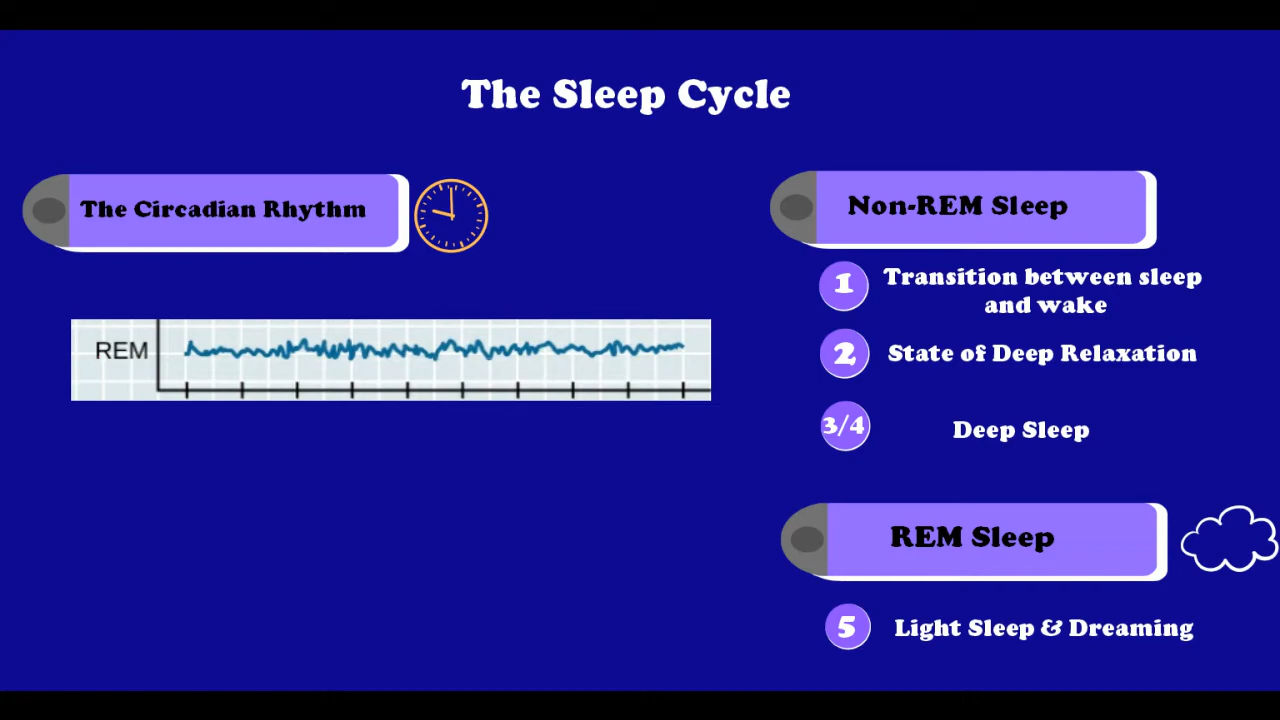 The Sleep Cycle
The Circadian Rhythm
REM
Non-REM Sleep
1
Transition between sleep
and wake
2
State of Deep Relaxation
3/4
Deep Sleep
REM Sleep
5
Light Sleep & Dreaming